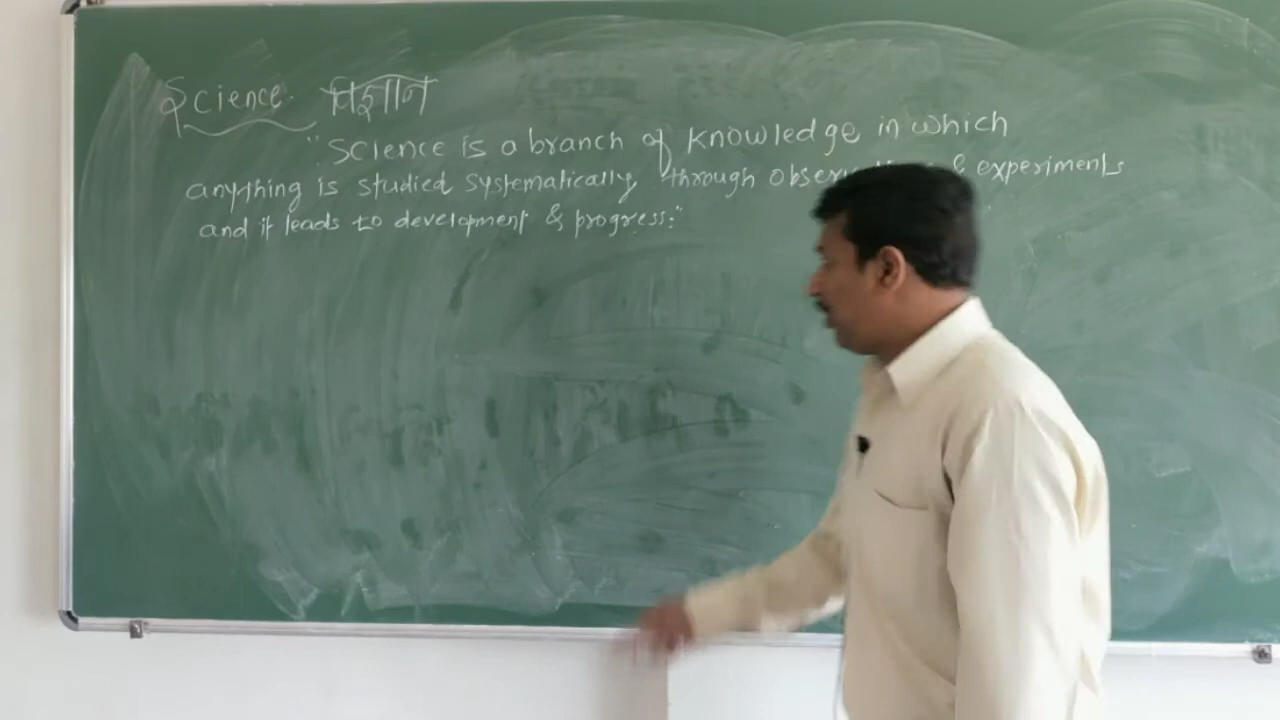 Science. विज्ञान
"Science is a branch of knowledge in which
anything is studied systematically through & experiments
and it leads to development & progress."